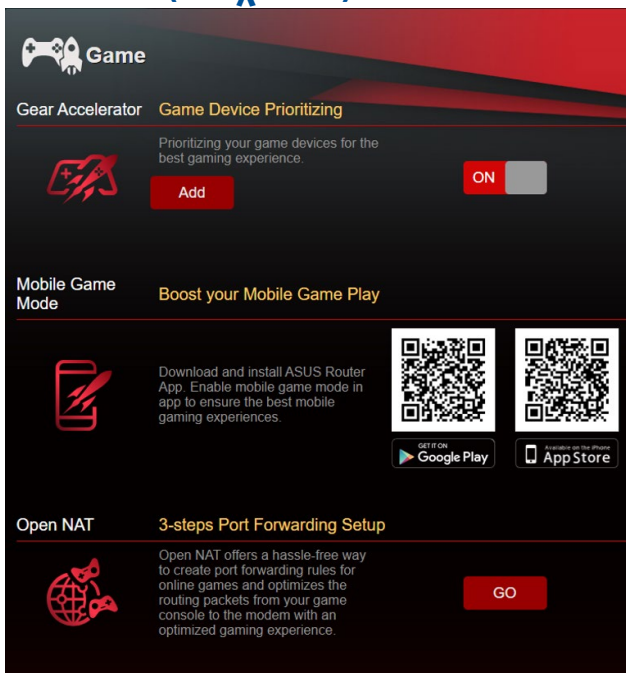 Game
Gear Accelerator
Game Device Prioritizing
Prioritizing your game devices for the
best gaming experience.
Add
ON
Mobile Game
Mode
Boost your Mobile Game Play
Download and install ASUS Router
App. Enable mobile game mode in
app to ensure the best mobile
gaming experiences.
GET IT ON
Google Play
Available on the iPhone
App Store
Open NAT
3-steps Port Forwarding Setup
Open NAT offers a hassle-free way
to create port forwarding rules for
online games and optimizes the
routing packets from your game
console to the modem with an
optimized gaming experience.
GO